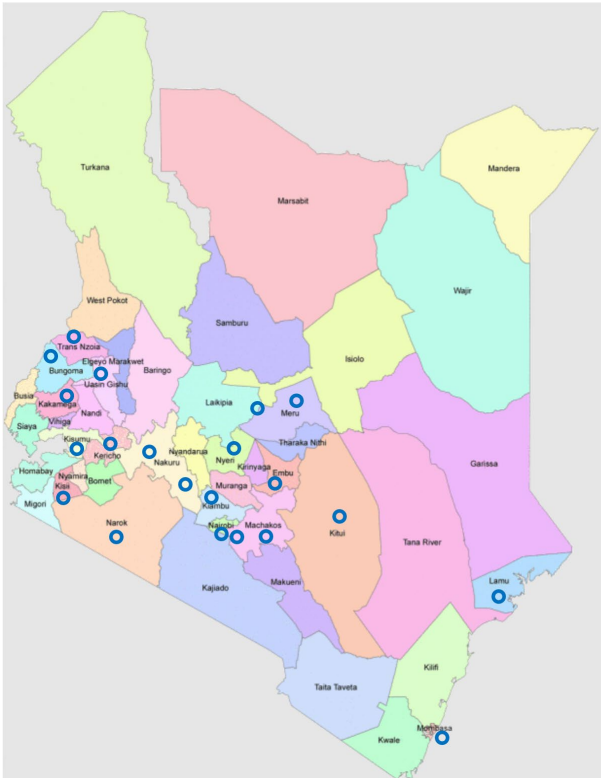 Turkana
Mandera
Marsabit
Wajir
West Pokot
Samburu
Trans Nzoia
Isiolo
Elgeyo Marakwet
Bungoma
Baringo
Uasin Gishu
Busia
Kakamega
Laikipia
Nandi
Meru
Siaya
Vihiga
Kisumu
Tharaka Nithi
Kericho
Nyandarua
Nyeri
Nakuru
Kirinyaga
Garissa
Homabay
Nyamira
Embu
Kisii
Bomet
Muranga
Migori
Kiambu
Narok
Nairobi
Machakos
Kitui
Tana River
Lamu
Kajiado
Makueni
Kilifi
Taita Taveta
Mombasa
Kwale